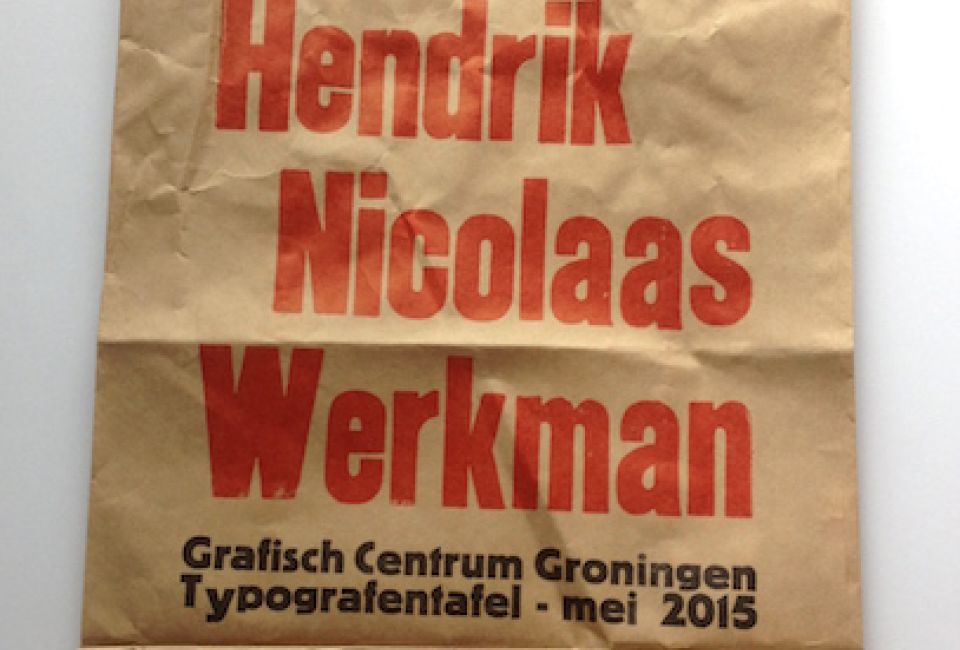 Hendrik
Nicolaas
Werkman
Grafisch Centrum Groningen
Typografentafel - mei 2015